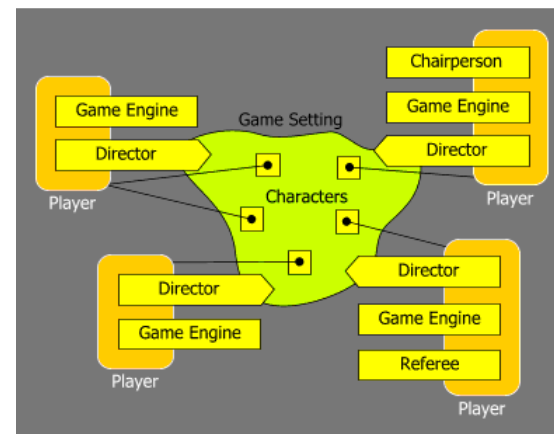 Chairperson
Game Engine
Director
Player
Game Engine
Director
Player
Game Setting
Characters
Director
Game Engine
Player
Director
Game Engine
Referee
Player